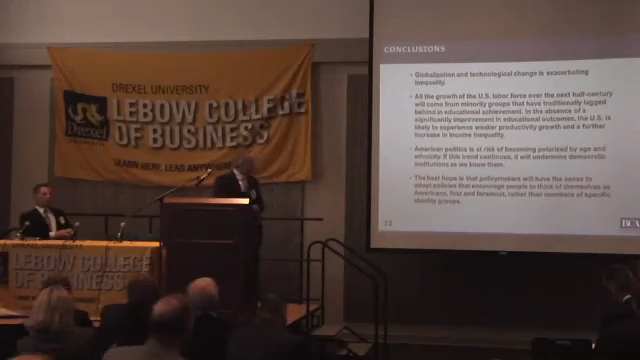 CONCLUSIONS
Globalization and technological change is exacerbating
inequality.
All the growth of the U.S. labor force over the next half-century
will come from minority groups that have traditionally lagged
behind in educational achievement. In the absence of a
significantly improvement in educational outcomes, the U.S. is
likely to experience weaker productivity growth and a further
increase in income inequality.
American politics is at risk of becoming polarized by age and
ethnicity. If this trend continues, it will undermine democratic
institutions as we know them.
The best hope is that policymakers will have the sense to
adopt policies that encourage people to think of themselves as
Americans, first and foremost, rather than members of specific
identity groups.
BCA
DREXEL UNIVERSITY
LEBOW COLLEGE
OF BUSINESS
LEARN HERE, LEAD ANYWHERE
Drexel
LEBOW COLLEGE
OF BUSINESS